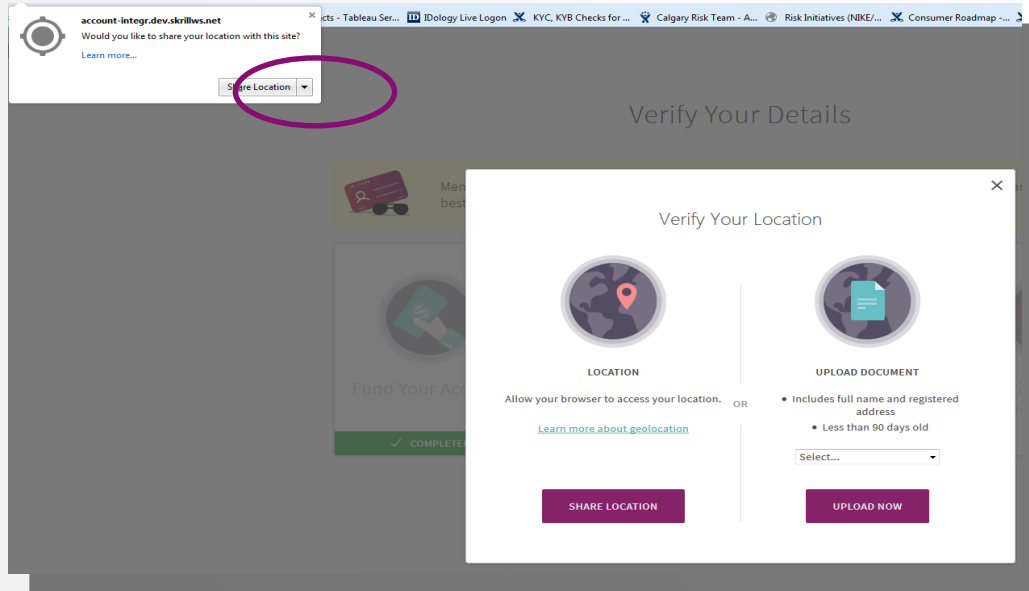 account-integr.dev.skrillws.net
Would you like to share your location with this site?
Learn more...
Share Location
cts - Tableau Ser... ID IDology Live Logon KYC, KYB Checks for ... Calgary Risk Team - A... Risk Initiatives (NIKE/... Consumer Roadmap -...
Verify Your Details
best
Verify Your Location
Fund Your Acc
COMPLETE
LOCATION
Allow your browser to access your location.
Learn more about geolocation
SHARE LOCATION
OR
UPLOAD DOCUMENT
• Includes full name and registered
address
• Less than 90 days old
Select...
UPLOAD NOW